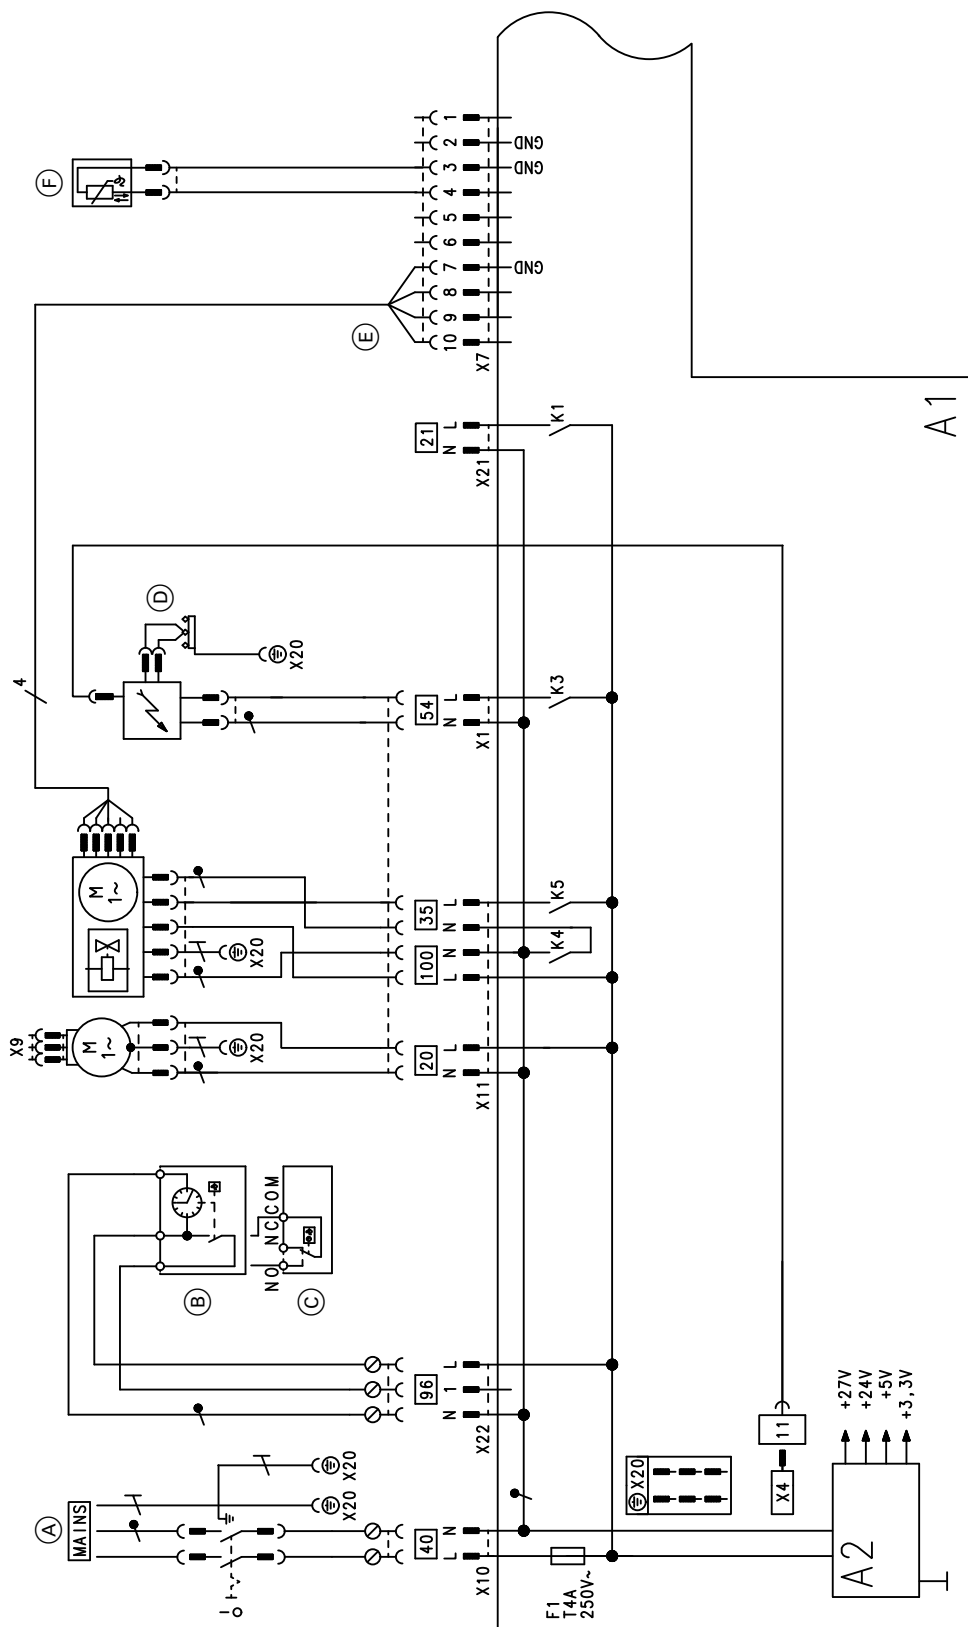 A
MAINS
I
O
X20
X20
40
L
N
X10
F1
T4A
250V~
A2
+27V
+24V
+5V
+3,3V
X20
X4
11
96
N
1
L
X22
B
C
NO
NC
COM
X9
M
1~
X20
20
N
L
X11
M
1~
X20
100
L
N
35
N
L
K4
K5
4
D
X20
54
N
L
X1
K3
21
N
L
X21
K1
E
X7
10
9
8
7
6
5
4
3
2
1
GND
GND
GND
F
A1